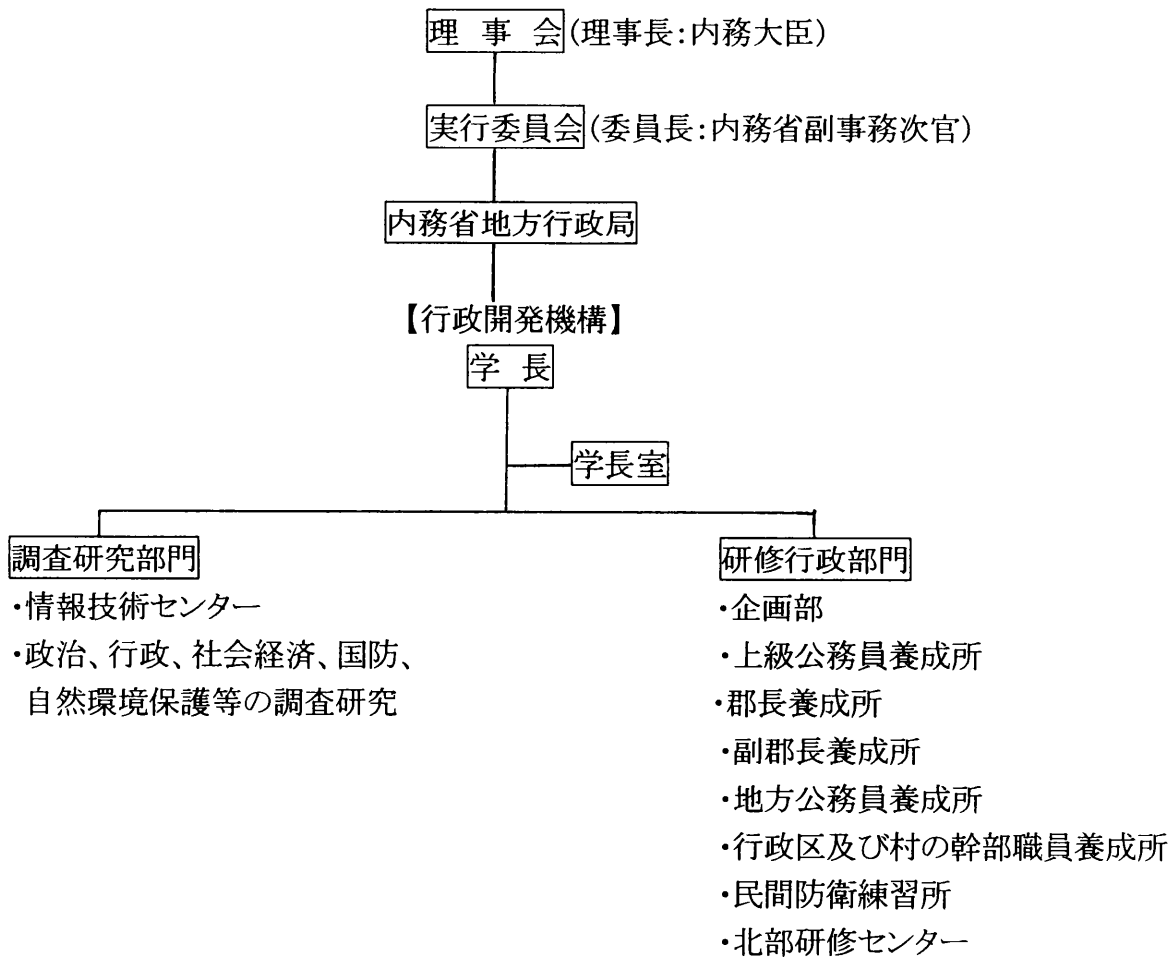 理 事 会(理事長:内務大臣)
実行委員会(委員長:内務省副事務次官)
内務省地方行政局
【行政開発機構】
学 長
学長室
調査研究部門
・情報技術センター
・政治、行政、社会経済、国防、
自然環境保護等の調査研究
研修行政部門
・企画部
・上級公務員養成所
・郡長養成所
・副郡長養成所
・地方公務員養成所
・行政区及び村の幹部職員養成所
・民間防衛練習所
・北部研修センター